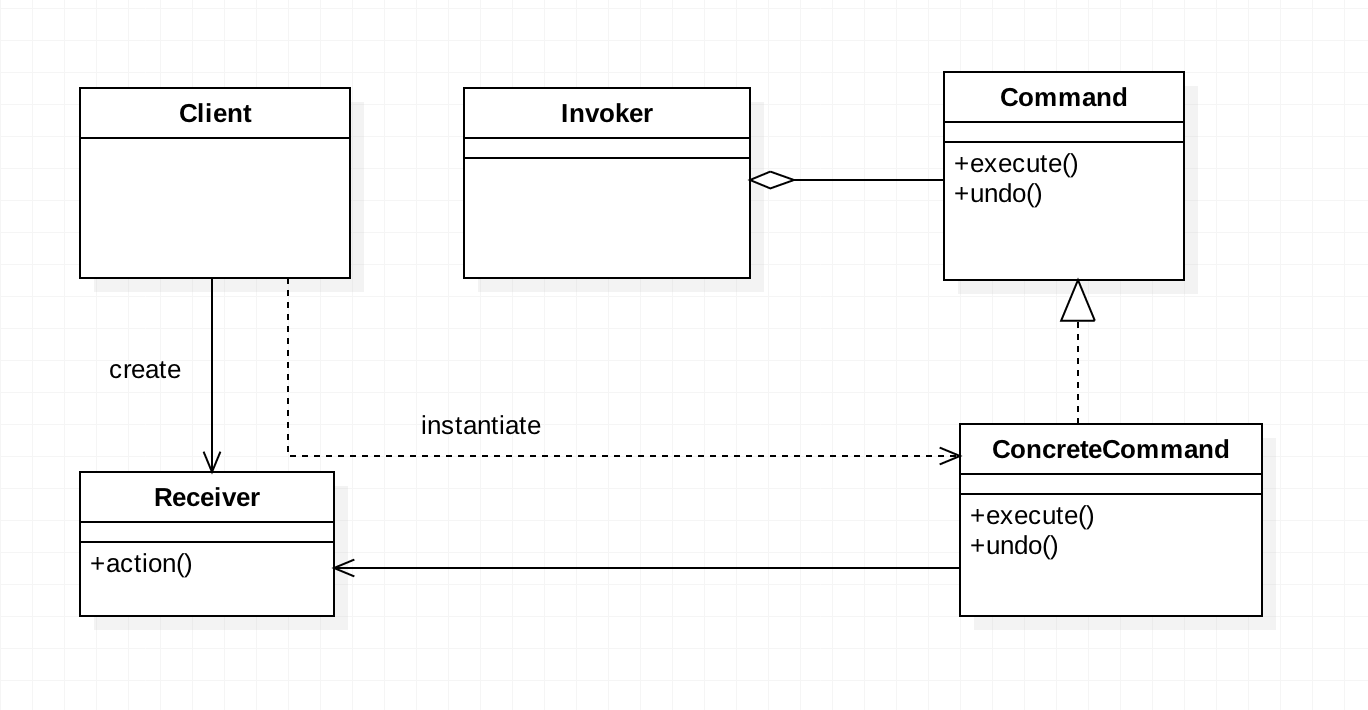 Client
Invoker
Command
+execute()
+undo()
create
instantiate
Receiver
+action()
ConcreteCommand
+execute()
+undo()